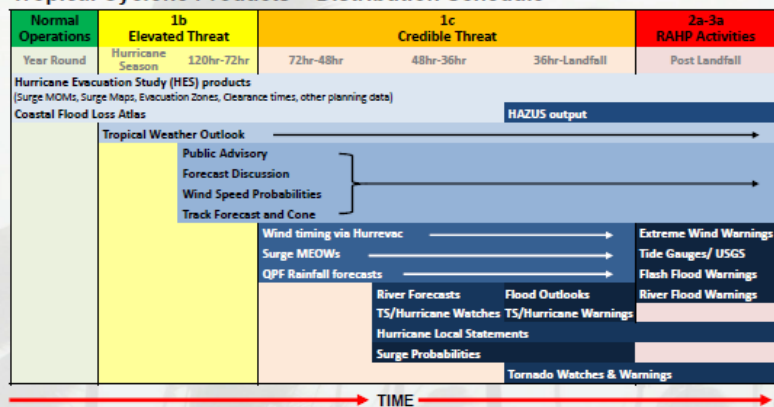 Tropical Cyclone Products – Distribution Schedule
Normal Operations
1b
Elevated Threat
1c
Credible Threat
2a-3a
RAHP Activities
Year Round
Hurricane Season
120hr-72hr
72hr-48hr
48hr-36hr
36hr-Landfall
Post Landfall
Hurricane Evacuation Study (HES) products
(Surge MOMs, Surge Maps, Evacuation Zones, Clearance times, other planning data)
Coastal Flood Loss Atlas
HAZUS output
Tropical Weather Outlook
Public Advisory
Forecast Discussion
Wind Speed Probabilities
Track Forecast and Cone
Wind timing via Hurrevac
Extreme Wind Warnings
Surge MEOWs
Tide Gauges/ USGS
QPF Rainfall forecasts
Flash Flood Warnings
River Forecasts
Flood Outlooks
River Flood Warnings
TS/Hurricane Watches
TS/Hurricane Warnings
Hurricane Local Statements
Surge Probabilities
Tornado Watches & Warnings
TIME